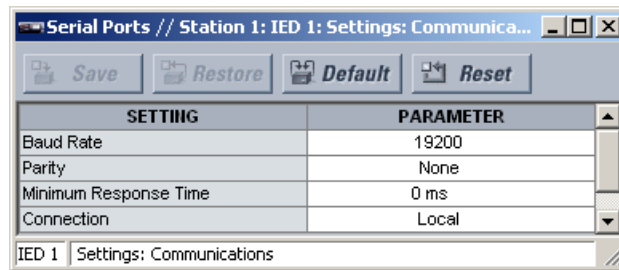 Serial Ports // Station 1: IED 1: Settings: Communica...
Save Restore Default Reset
SETTING PARAMETER
Baud Rate 19200
Parity None
Minimum Response Time 0 ms
Connection Local
IED 1 Settings: Communications